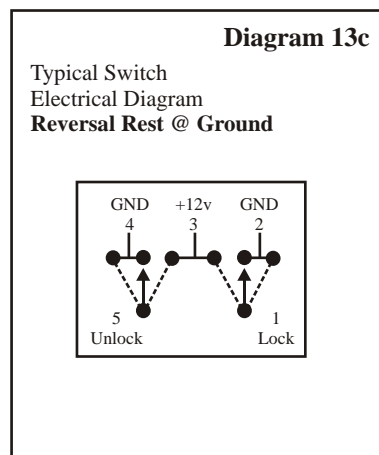 Diagram 13c
Typical Switch
Electrical Diagram
Reversal Rest @ Ground
GND +12v GND
4 3 2
5 1
Unlock Lock